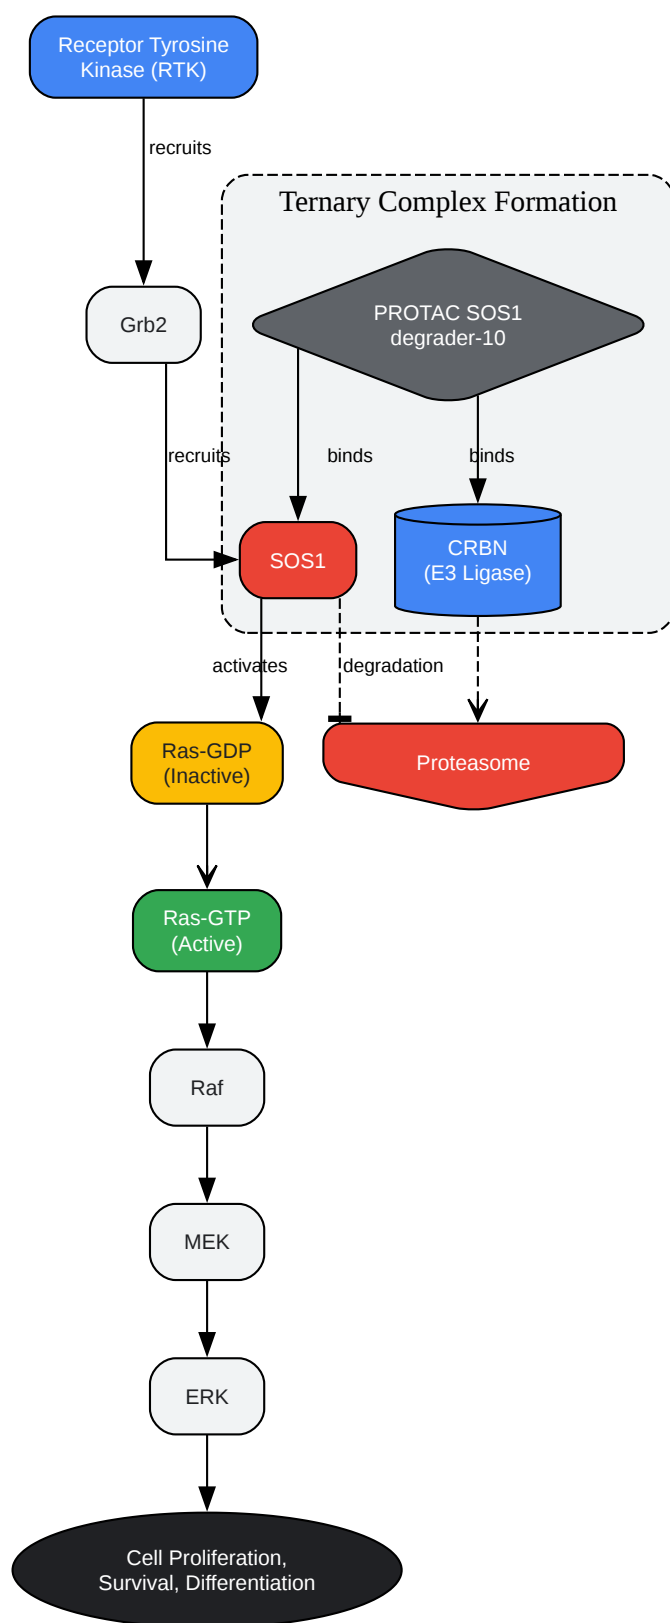 Receptor Tyrosine
Kinase (RTK)
recruits
Ternary Complex Formation
Grb2
PROTAC SOS1
degrader-10
recruits
binds
binds
SOS1
CRBN
(E3 Ligase)
activates
degradation
Ras-GDP
(Inactive)
Proteasome
Ras-GTP
(Active)
Raf
MEK
ERK
Cell Proliferation,
Survival, Differentiation